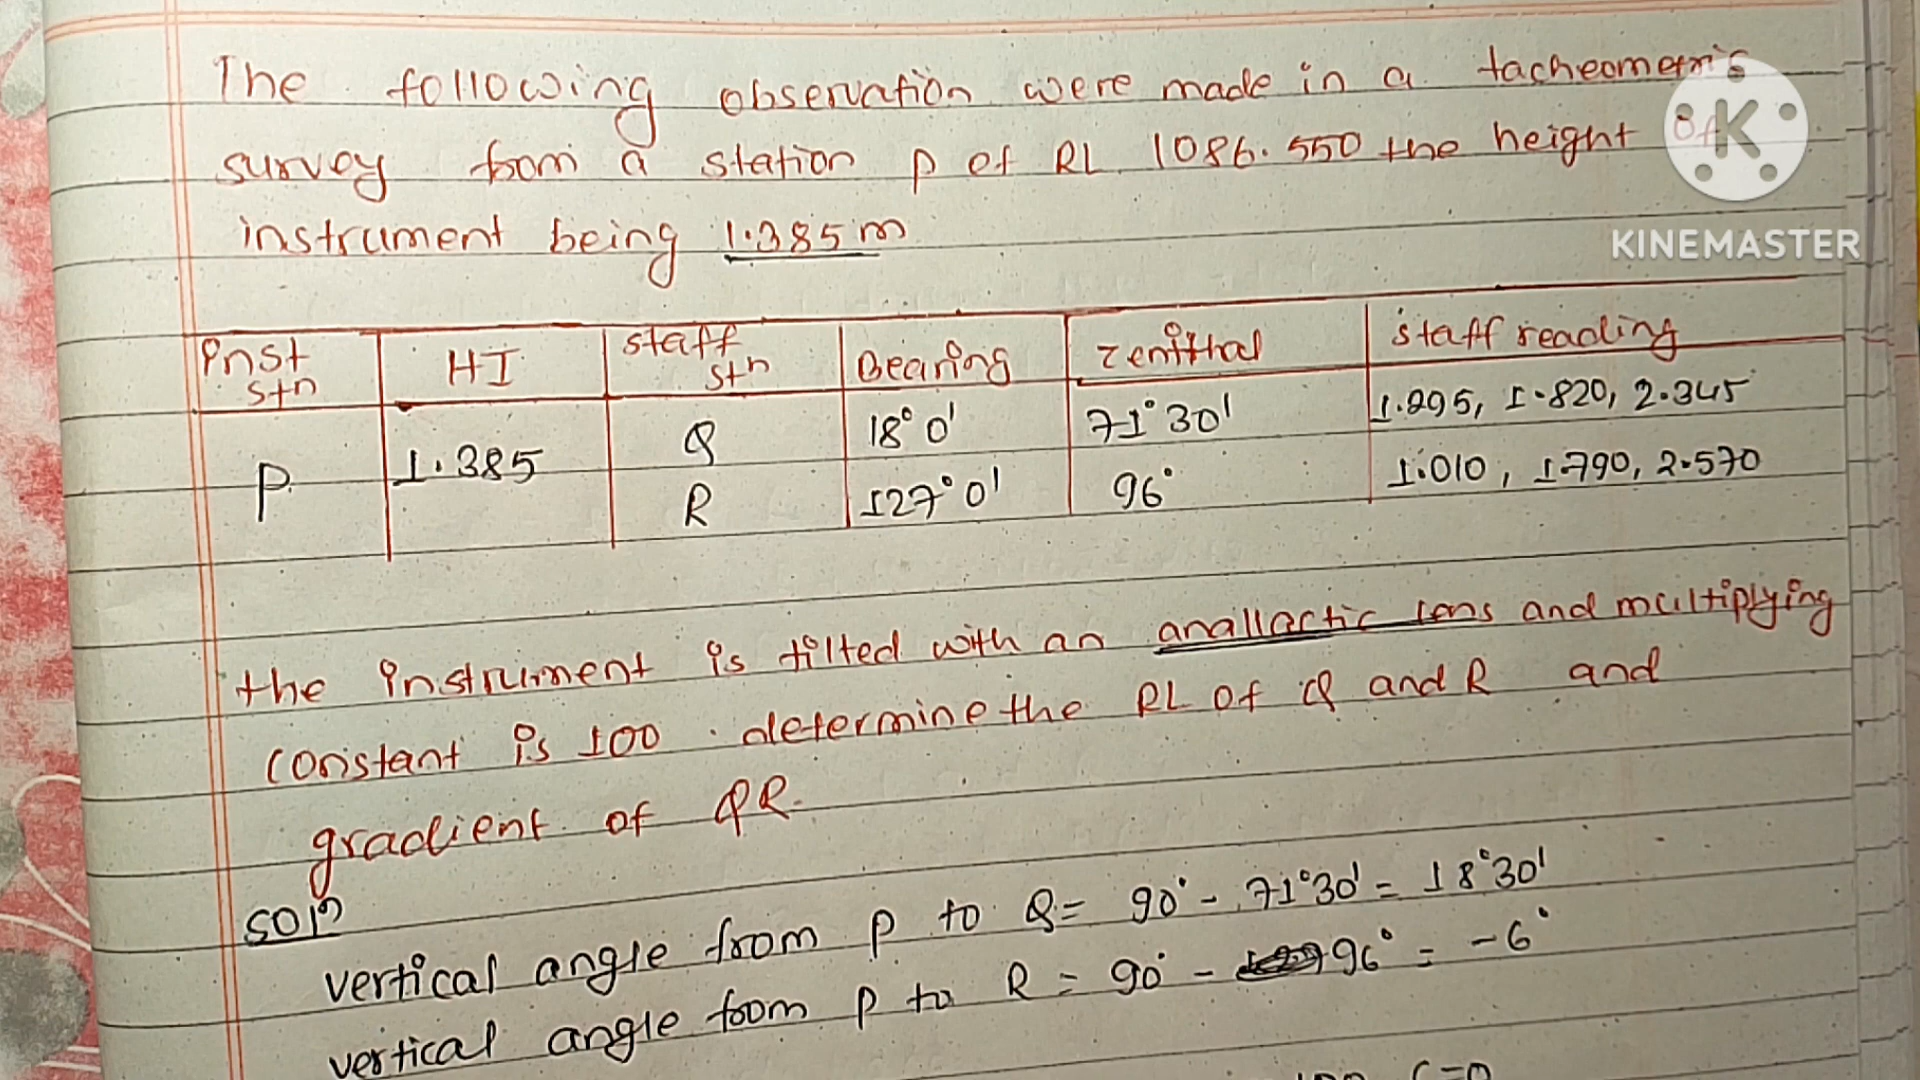 The following observation were made in a
survey from a station P of RL 1086.550 the height of
instrument being 1.385 m
KINEMASTER
inst stn HI staff stn Bearing zenithal staff reading
P 1.385 Q 18°0' 71°30' 1.295, 1.820, 2.345
R 127°0' 96° 1.010, 1.790, 2.570
the instrument is tilted with an anallactic lens and multiplying
constant is 100. determine the RL of Q and R and
gradient of QR.
soln
vertical angle from P to Q = 90° - 71°30' = 18°30'
vertical angle from P to R = 90° - 96° = -6°